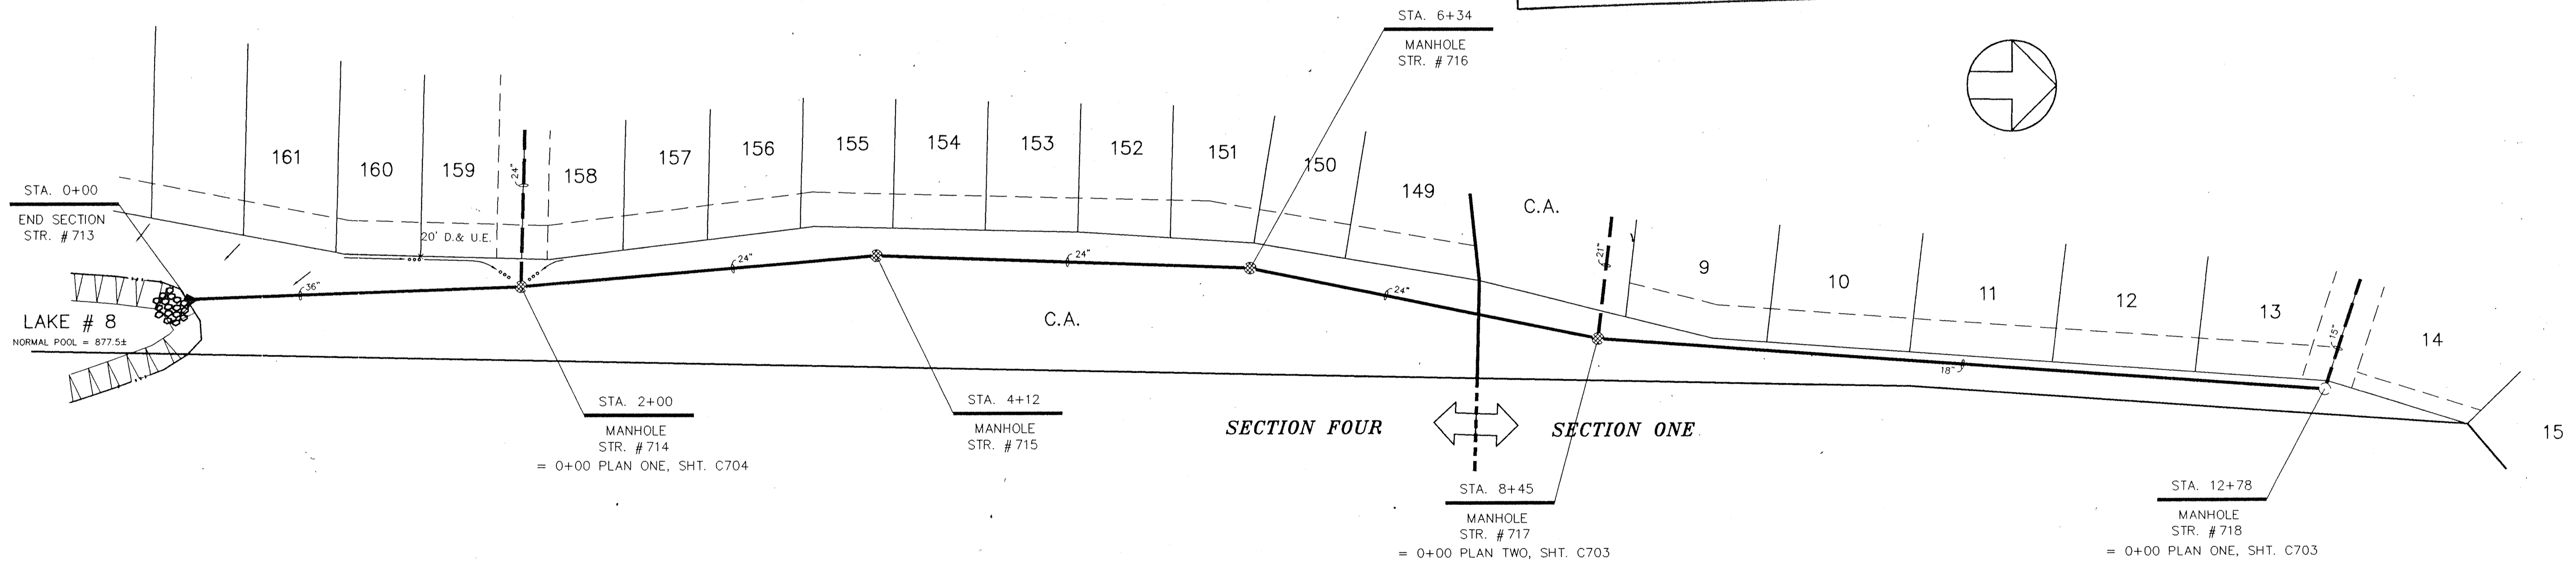 STA. 6+34
MANHOLE
STR. #716
161
160
159
24"
158
157
156
155
154
153
152
151
150
149
C.A.
STA. 0+00
END SECTION
STR. #713
20' D.& U.E.
36"
24"
24"
24"
21"
9
10
11
12
13
15"
14
15
18"
LAKE # 8
NORMAL POOL = 877.5±
C.A.
STA. 2+00
MANHOLE
STR. #714
= 0+00 PLAN ONE, SHT. C704
STA. 4+12
MANHOLE
STR. #715
SECTION FOUR
SECTION ONE
STA. 8+45
MANHOLE
STR. #717
= 0+00 PLAN TWO, SHT. C703
STA. 12+78
MANHOLE
STR. #718
= 0+00 PLAN ONE, SHT. C703